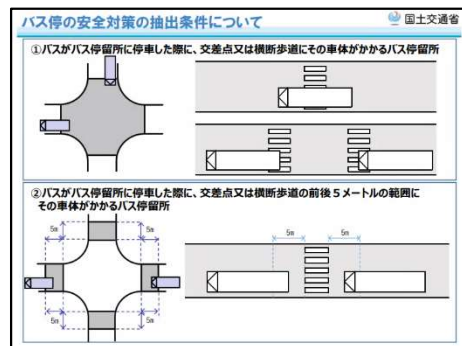 バス停の安全対策の抽出条件について
国土交通省
①バスがバス停留所に停車した際に、交差点又は横断歩道にその車体がかかるバス停留所
②バスがバス停留所に停車した際に、交差点又は横断歩道の前後5メートルの範囲に
その車体がかかるバス停留所
5m
5m
5m
5m
5m
5m